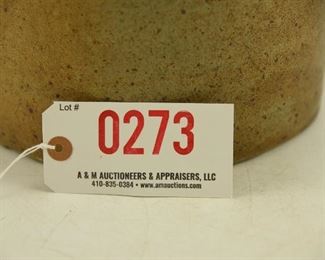 Lot #
0273
A & M AUCTIONEERS & APPRAISERS, LLC
410-835-0384 • www.amauctions.com